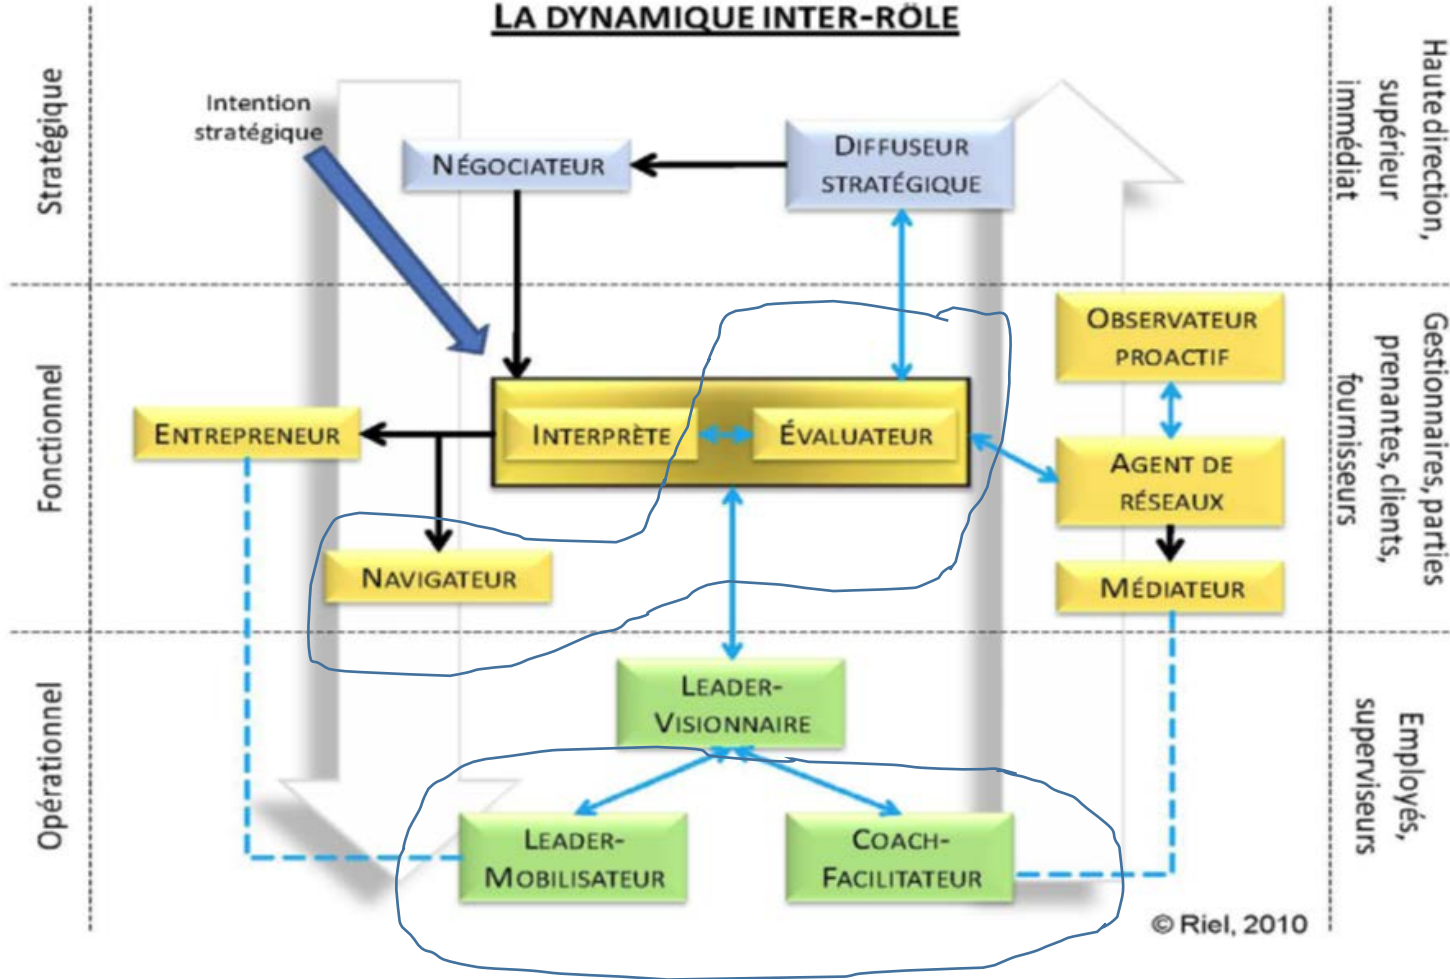 LA DYNAMIQUE INTER-RÔLE
Stratégique
Intention
stratégique
NÉGOCIATEUR
DIFFUSEUR
STRATÉGIQUE
Haute direction,
supérieur
immédiat
Fonctionnel
ENTREPRENEUR
INTERPRÈTE
ÉVALUATEUR
NAVIGATEUR
OBSERVATEUR
PROACTIF
AGENT DE
RÉSEAUX
MÉDIATEUR
Gestionnaires, parties
prenantes, clients,
fournisseurs
Opérationnel
LEADER-
VISIONNAIRE
LEADER-
MOBILISATEUR
COACH-
FACILITATEUR
Employés,
superviseurs
© Riel, 2010